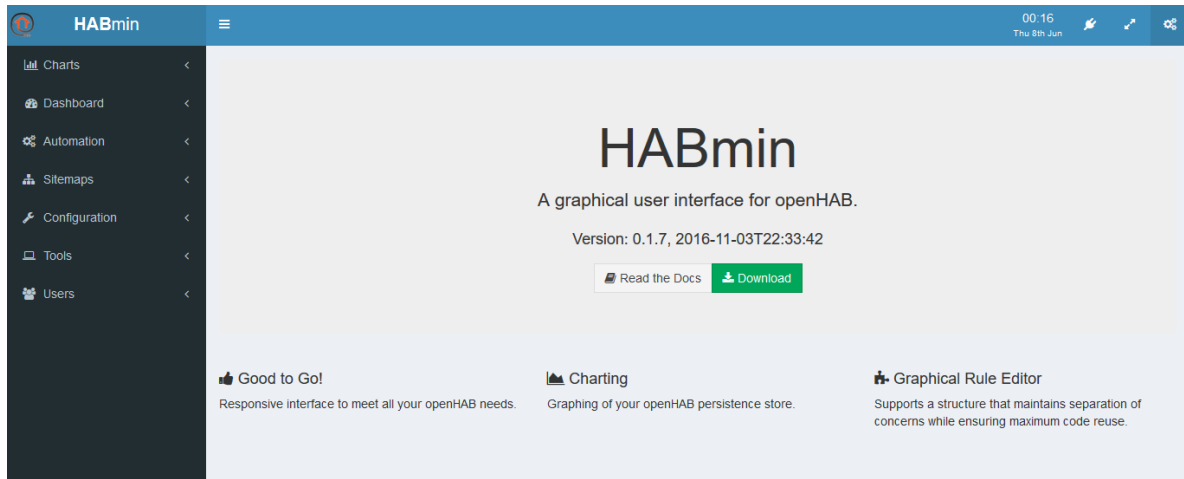 HABmin
00:16
Thu 8th Jun
Charts
Dashboard
Automation
Sitemaps
Configuration
Tools
Users
HABmin
A graphical user interface for openHAB.
Version: 0.1.7, 2016-11-03T22:33:42
Read the Docs
Download
Good to Go!
Responsive interface to meet all your openHAB needs.
Charting
Graphing of your openHAB persistence store.
Graphical Rule Editor
Supports a structure that maintains separation of
concerns while ensuring maximum code reuse.